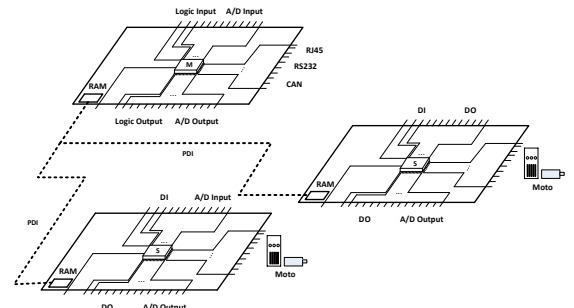 Logic Input A/D Input
M
RJ45
RS232
CAN
RAM
...
Logic Output A/D Output
PDI
DI DO
S
RAM
...
Moto
DO A/D Output
PDI
DI A/D Input
...
S
RAM
...
Moto
DO A/D Output